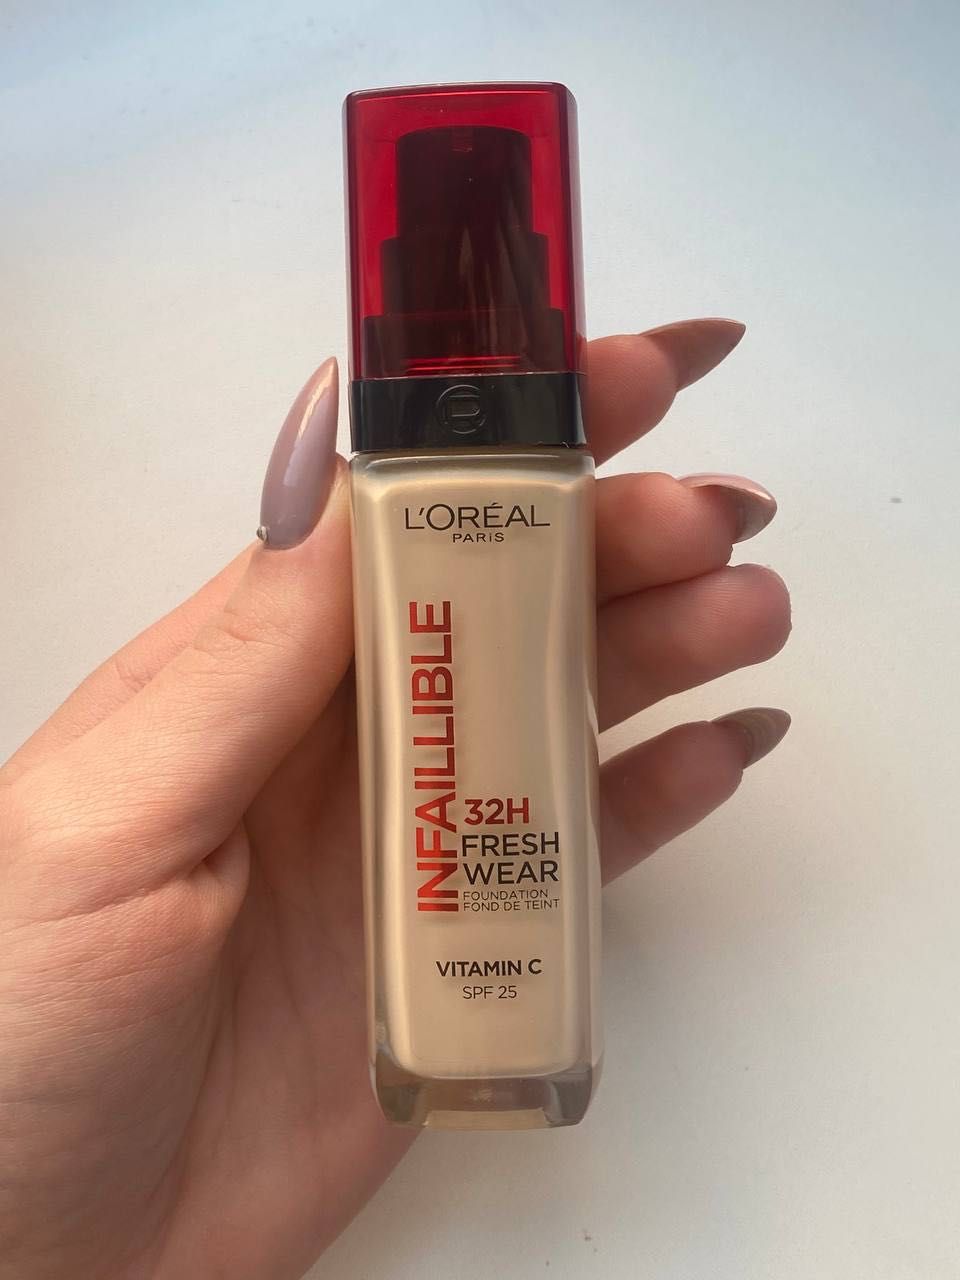 L'ORÉAL
PARiS
INFAILLIBLE
32H
FRESH
WEAR
FOUNDATION
FOND DE TEINT
VITAMIN C
SPF 25